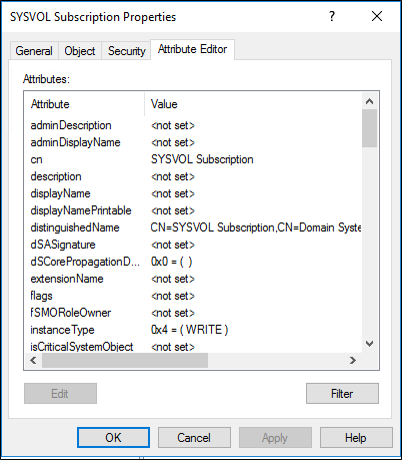 SYSVOL Subscription Properties ? ×
General Object Security Attribute Editor
Attributes:
Attribute Value
adminDescription <not set>
adminDisplayName <not set>
cn SYSVOL Subscription
description <not set>
displayName <not set>
displayNamePrintable <not set>
distinguishedName CN=SYSVOL Subscription,CN=Domain Syste
dSASignature <not set>
dSCorePropagationD... 0x0 = ( )
extensionName <not set>
flags <not set>
fSMORoleOwner <not set>
instanceType 0x4 = ( WRITE )
isCriticalSystemObject <not set>
Edit Filter
OK Cancel Apply Help